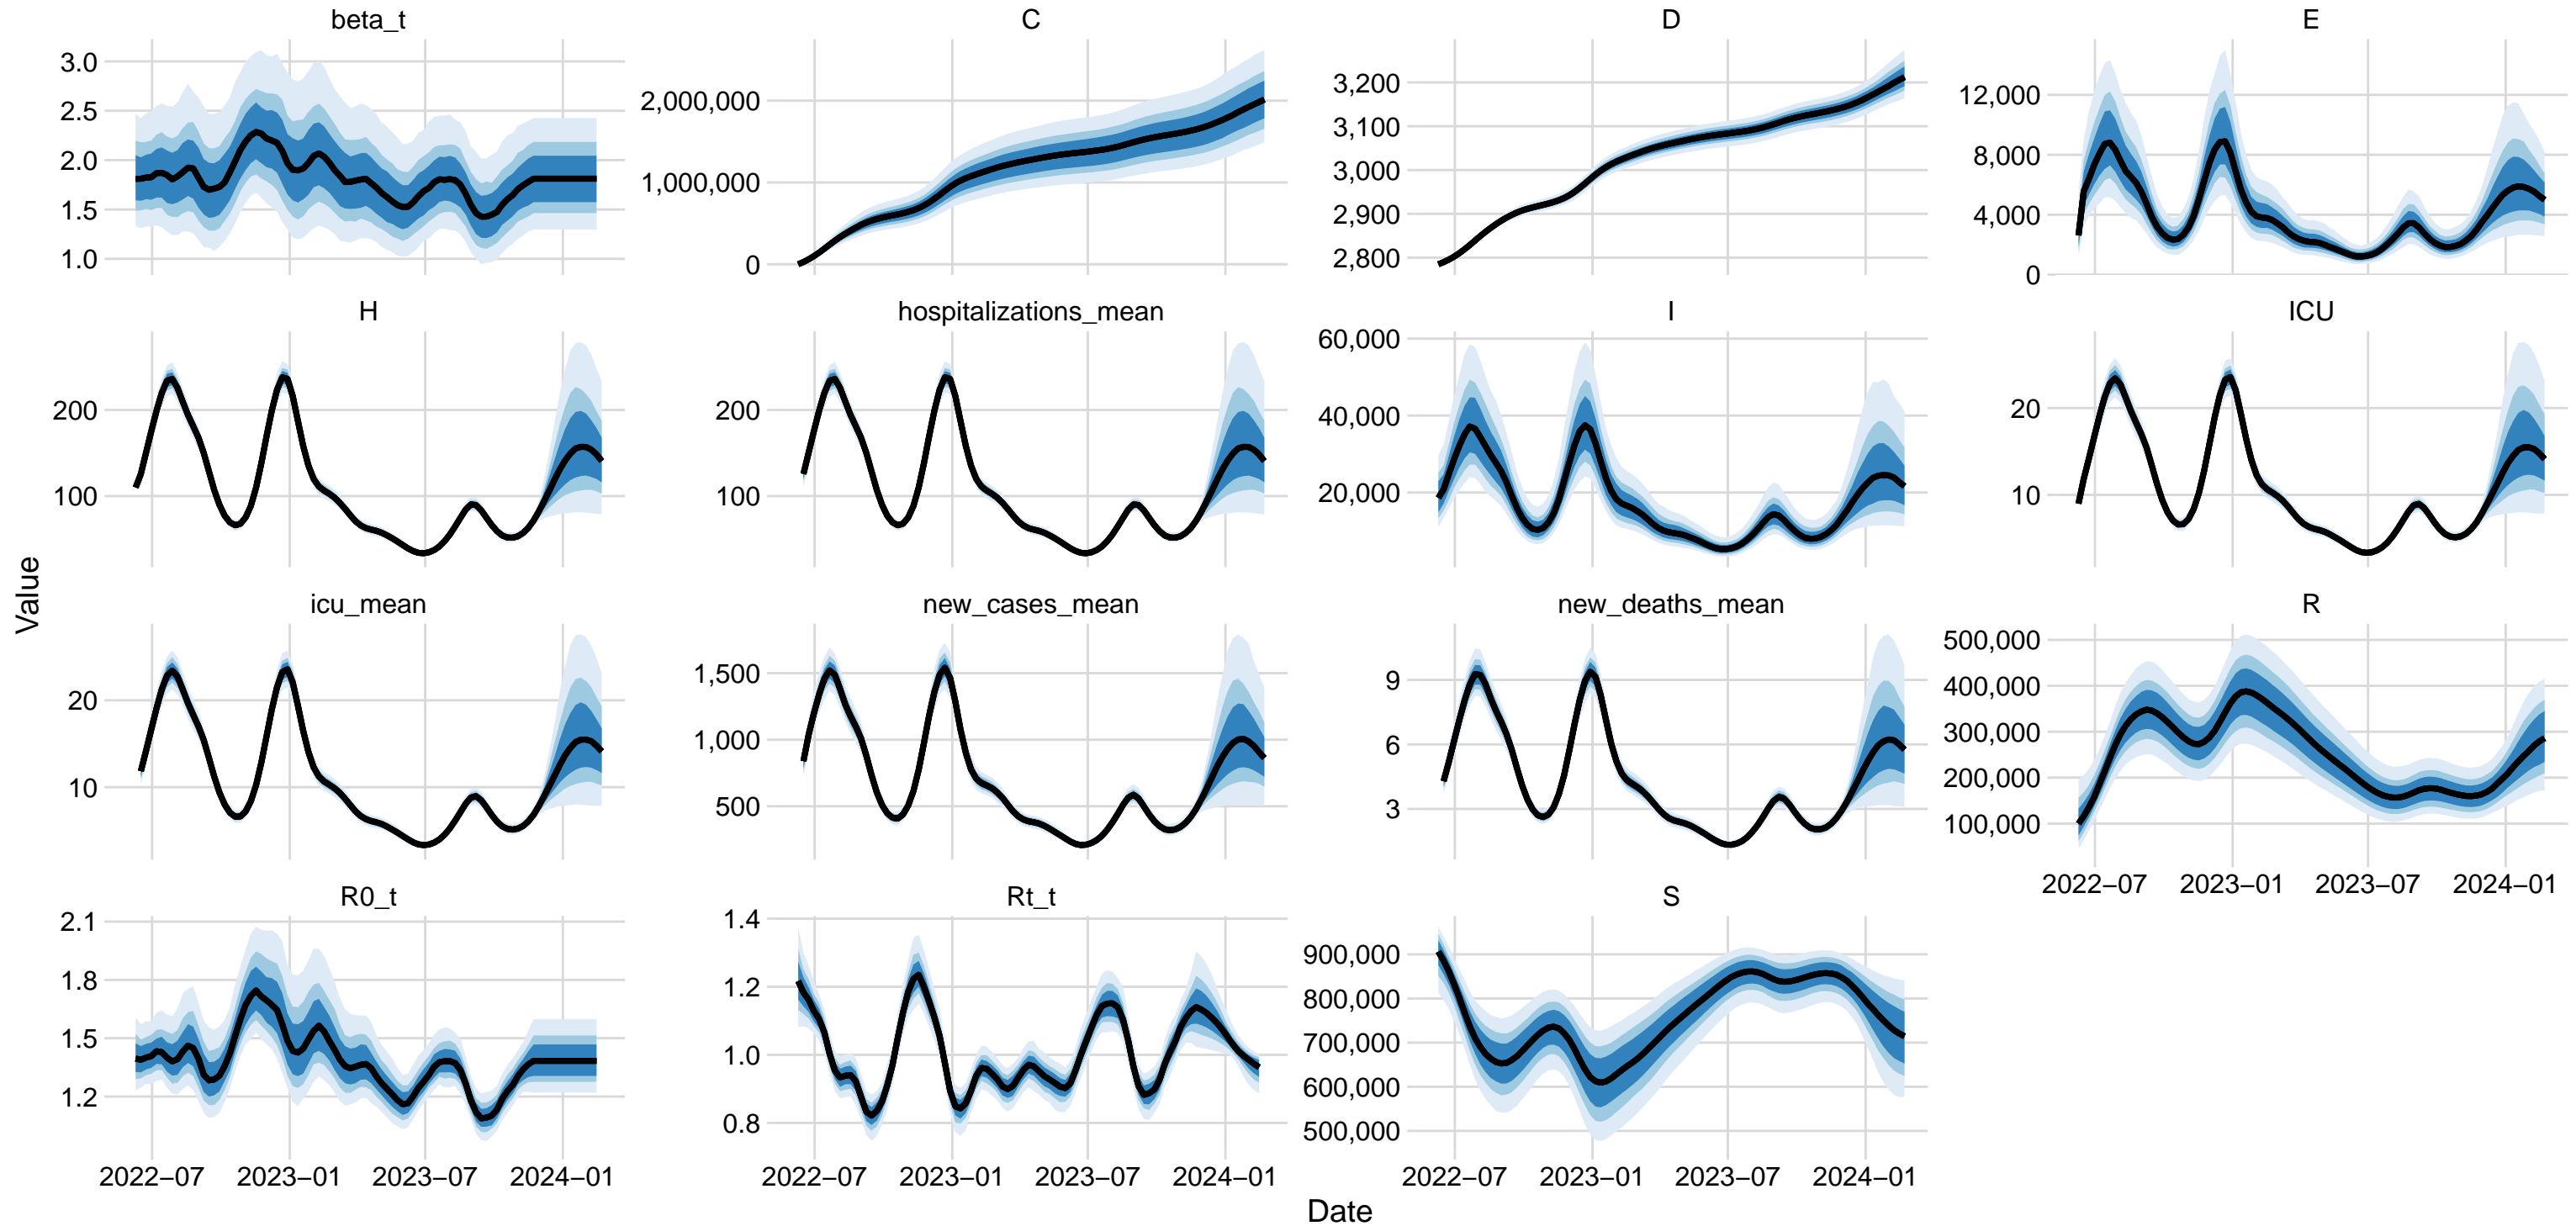 beta_t
C
D
E
3.0
2.5
2.0
1.5
1.0
2,000,000
1,000,000
0
3,200
3,100
3,000
2,900
2,800
12,000
8,000
4,000
0
H
hospitalizations_mean
I
ICU
200
100
200
100
60,000
40,000
20,000
20
10
Value
icu_mean
new_cases_mean
new_deaths_mean
R
20
10
1,500
1,000
500
9
6
3
500,000
400,000
300,000
200,000
100,000
2022−07 2023−01 2023−07 2024−01
R0_t
Rt_t
S
2.1
1.8
1.5
1.2
1.4
1.2
1.0
0.8
900,000
800,000
700,000
600,000
500,000
2022−07 2023−01 2023−07 2024−01
2022−07 2023−01 2023−07 2024−01
2022−07 2023−01 2023−07 2024−01
Date